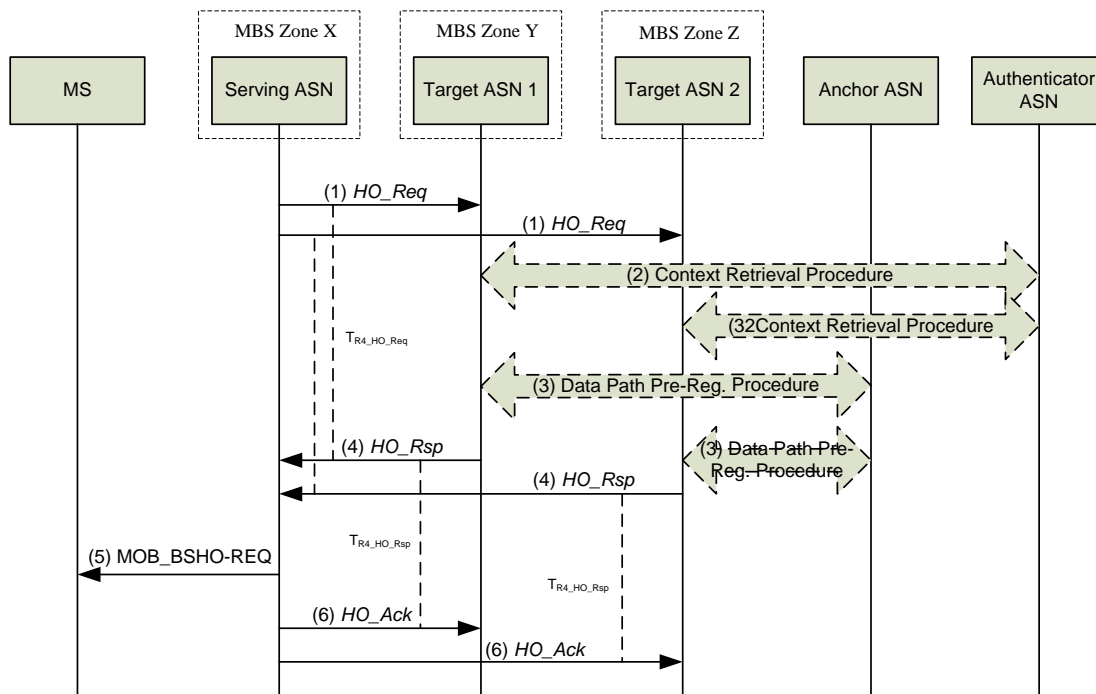 MBS Zone X
MBS Zone Y
MBS Zone Z
MS
Serving ASN
Target ASN 1
Target ASN 2
Anchor ASN
Authenticator
ASN
(1) HO_Req
(1) HO_Req
(2) Context Retrieval Procedure
(32Context Retrieval Procedure
TR4_HO_Req
(3) Data Path Pre-Reg. Procedure
(4) HO_Rsp
(3) Data Path Pre-
Reg. Procedure
(4) HO_Rsp
TR4_HO_Rsp
(5) MOB_BSHO-REQ
TR4_HO_Rsp
(6) HO_Ack
(6) HO_Ack